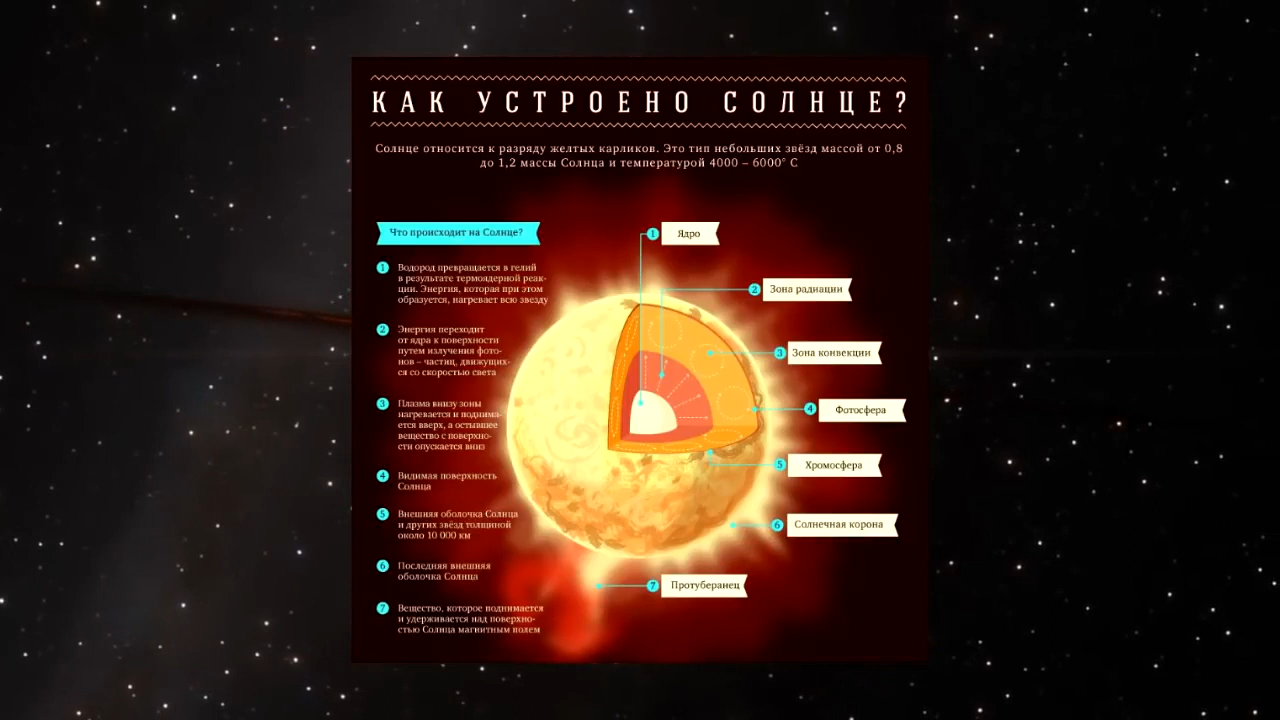 КАК УСТРОЕНО СОЛНЦЕ?
Солнце относится к разряду желтых карликов. Это тип небольших звёзд массой от 0,8
до 1,2 массы Солнца и температурой 4000 – 6000° С
Что происходит на Солнце?
1 Водород превращается в гелий
в результате термоядерной реак-
ции. Энергия, которая при этом
образуется, нагревает всю звезду
2 Энергия переходит
от ядра к поверхности
путем излучения фото-
нов – частиц, движущих-
ся со скоростью света
3 Плазма внизу зоны
нагревается и поднима-
ется вверх, а остывшее
вещество с поверхно-
сти опускается вниз
4 Видимая поверхность
Солнца
5 Внешняя оболочка Солнца
и других звёзд толщиной
около 10 000 км
6 Последняя внешняя
оболочка Солнца
7 Вещество, которое поднимается
и удерживается над поверхно-
стью Солнца магнитным полем
1 Ядро
2 Зона радиации
3 Зона конвекции
4 Фотосфера
5 Хромосфера
6 Солнечная корона
7 Протуберанец